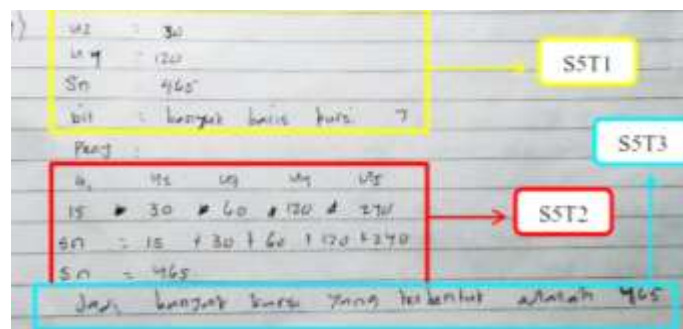 u2 : 30
u4 : 120
Sn 465
dit : banyak baris kursi ?
S5T1
Peny :
S5T3
u1 u2 u3 u4 u5
15 30 60 120 240
S5T2
Sn = 15 + 30 + 60 + 120 + 240
Sn = 465
Jadi banyak kursi yang terbentuk adalah 465